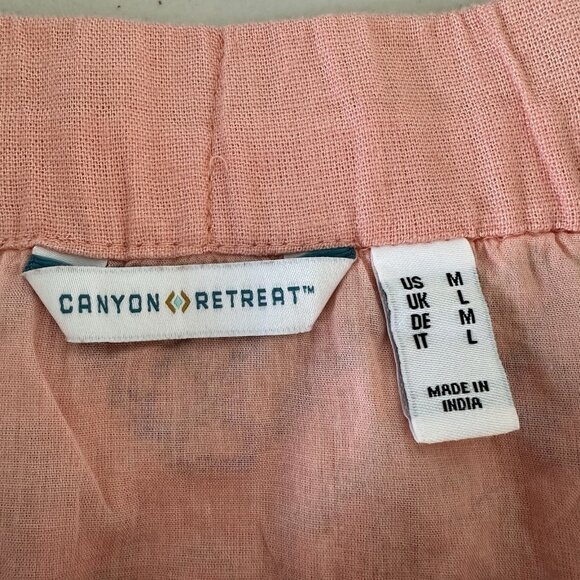 CANYON RETREAT™
US M
UK L
DE M
IT L
MADE IN
INDIA